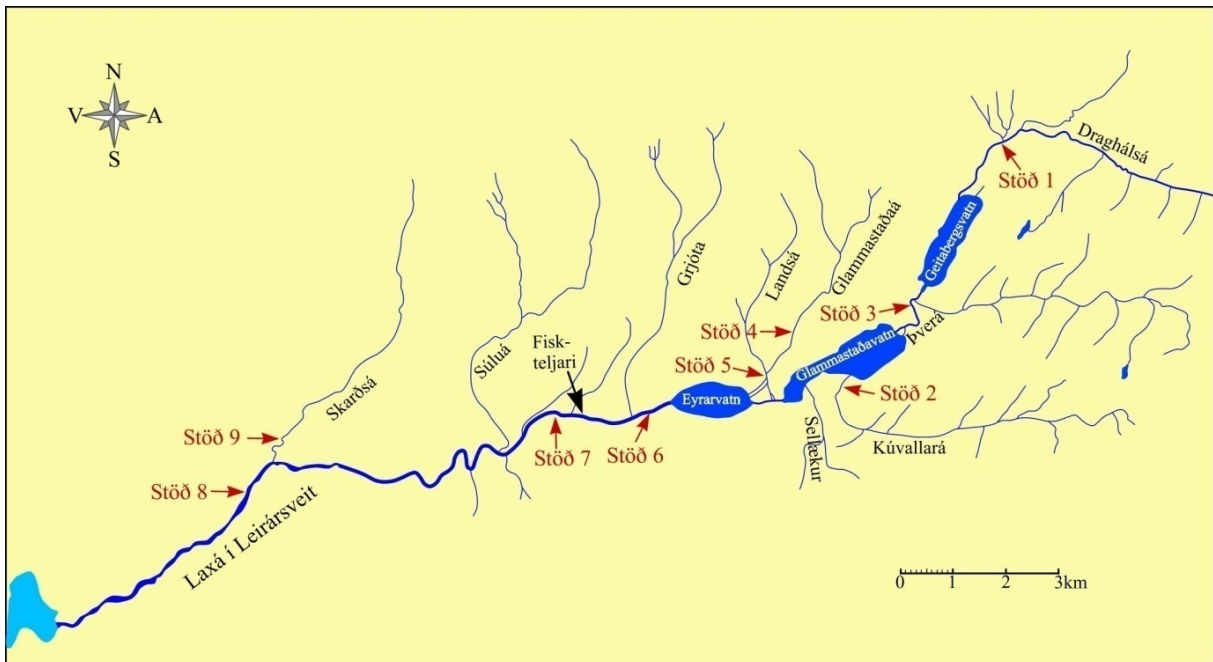 N
V
A
S
Draghálsá
Stöð 1
Geitabergsvatn
Grjóta
Landsá
Glammastaðaá
Stöð 3
Þverá
Stöð 4
Súluá
Fisk-
teljari
Glammastaðavatn
Stöð 5
Skarðsá
Eyrarvatn
Stöð 2
Stöð 9
Stöð 7
Stöð 6
Sellækur
Kúvallará
Stöð 8
Laxá í Leirársveit
0 1 2 3km